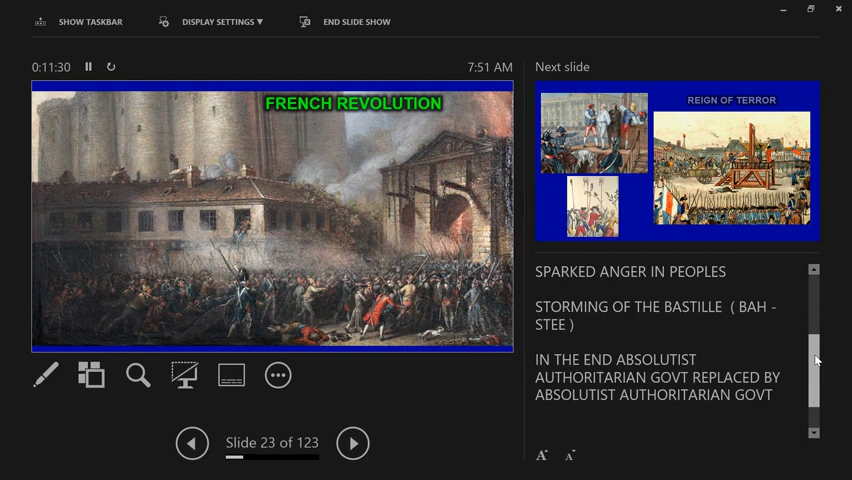 SHOW TASKBAR
DISPLAY SETTINGS ▼
END SLIDE SHOW
0:11:30
7:51 AM
Next slide
FRENCH REVOLUTION
REIGN OF TERROR
SPARKED ANGER IN PEOPLES
STORMING OF THE BASTILLE ( BAH -
STEE )
IN THE END ABSOLUTIST
AUTHORITARIAN GOVT REPLACED BY
ABSOLUTIST AUTHORITARIAN GOVT
Slide 23 of 123
A A